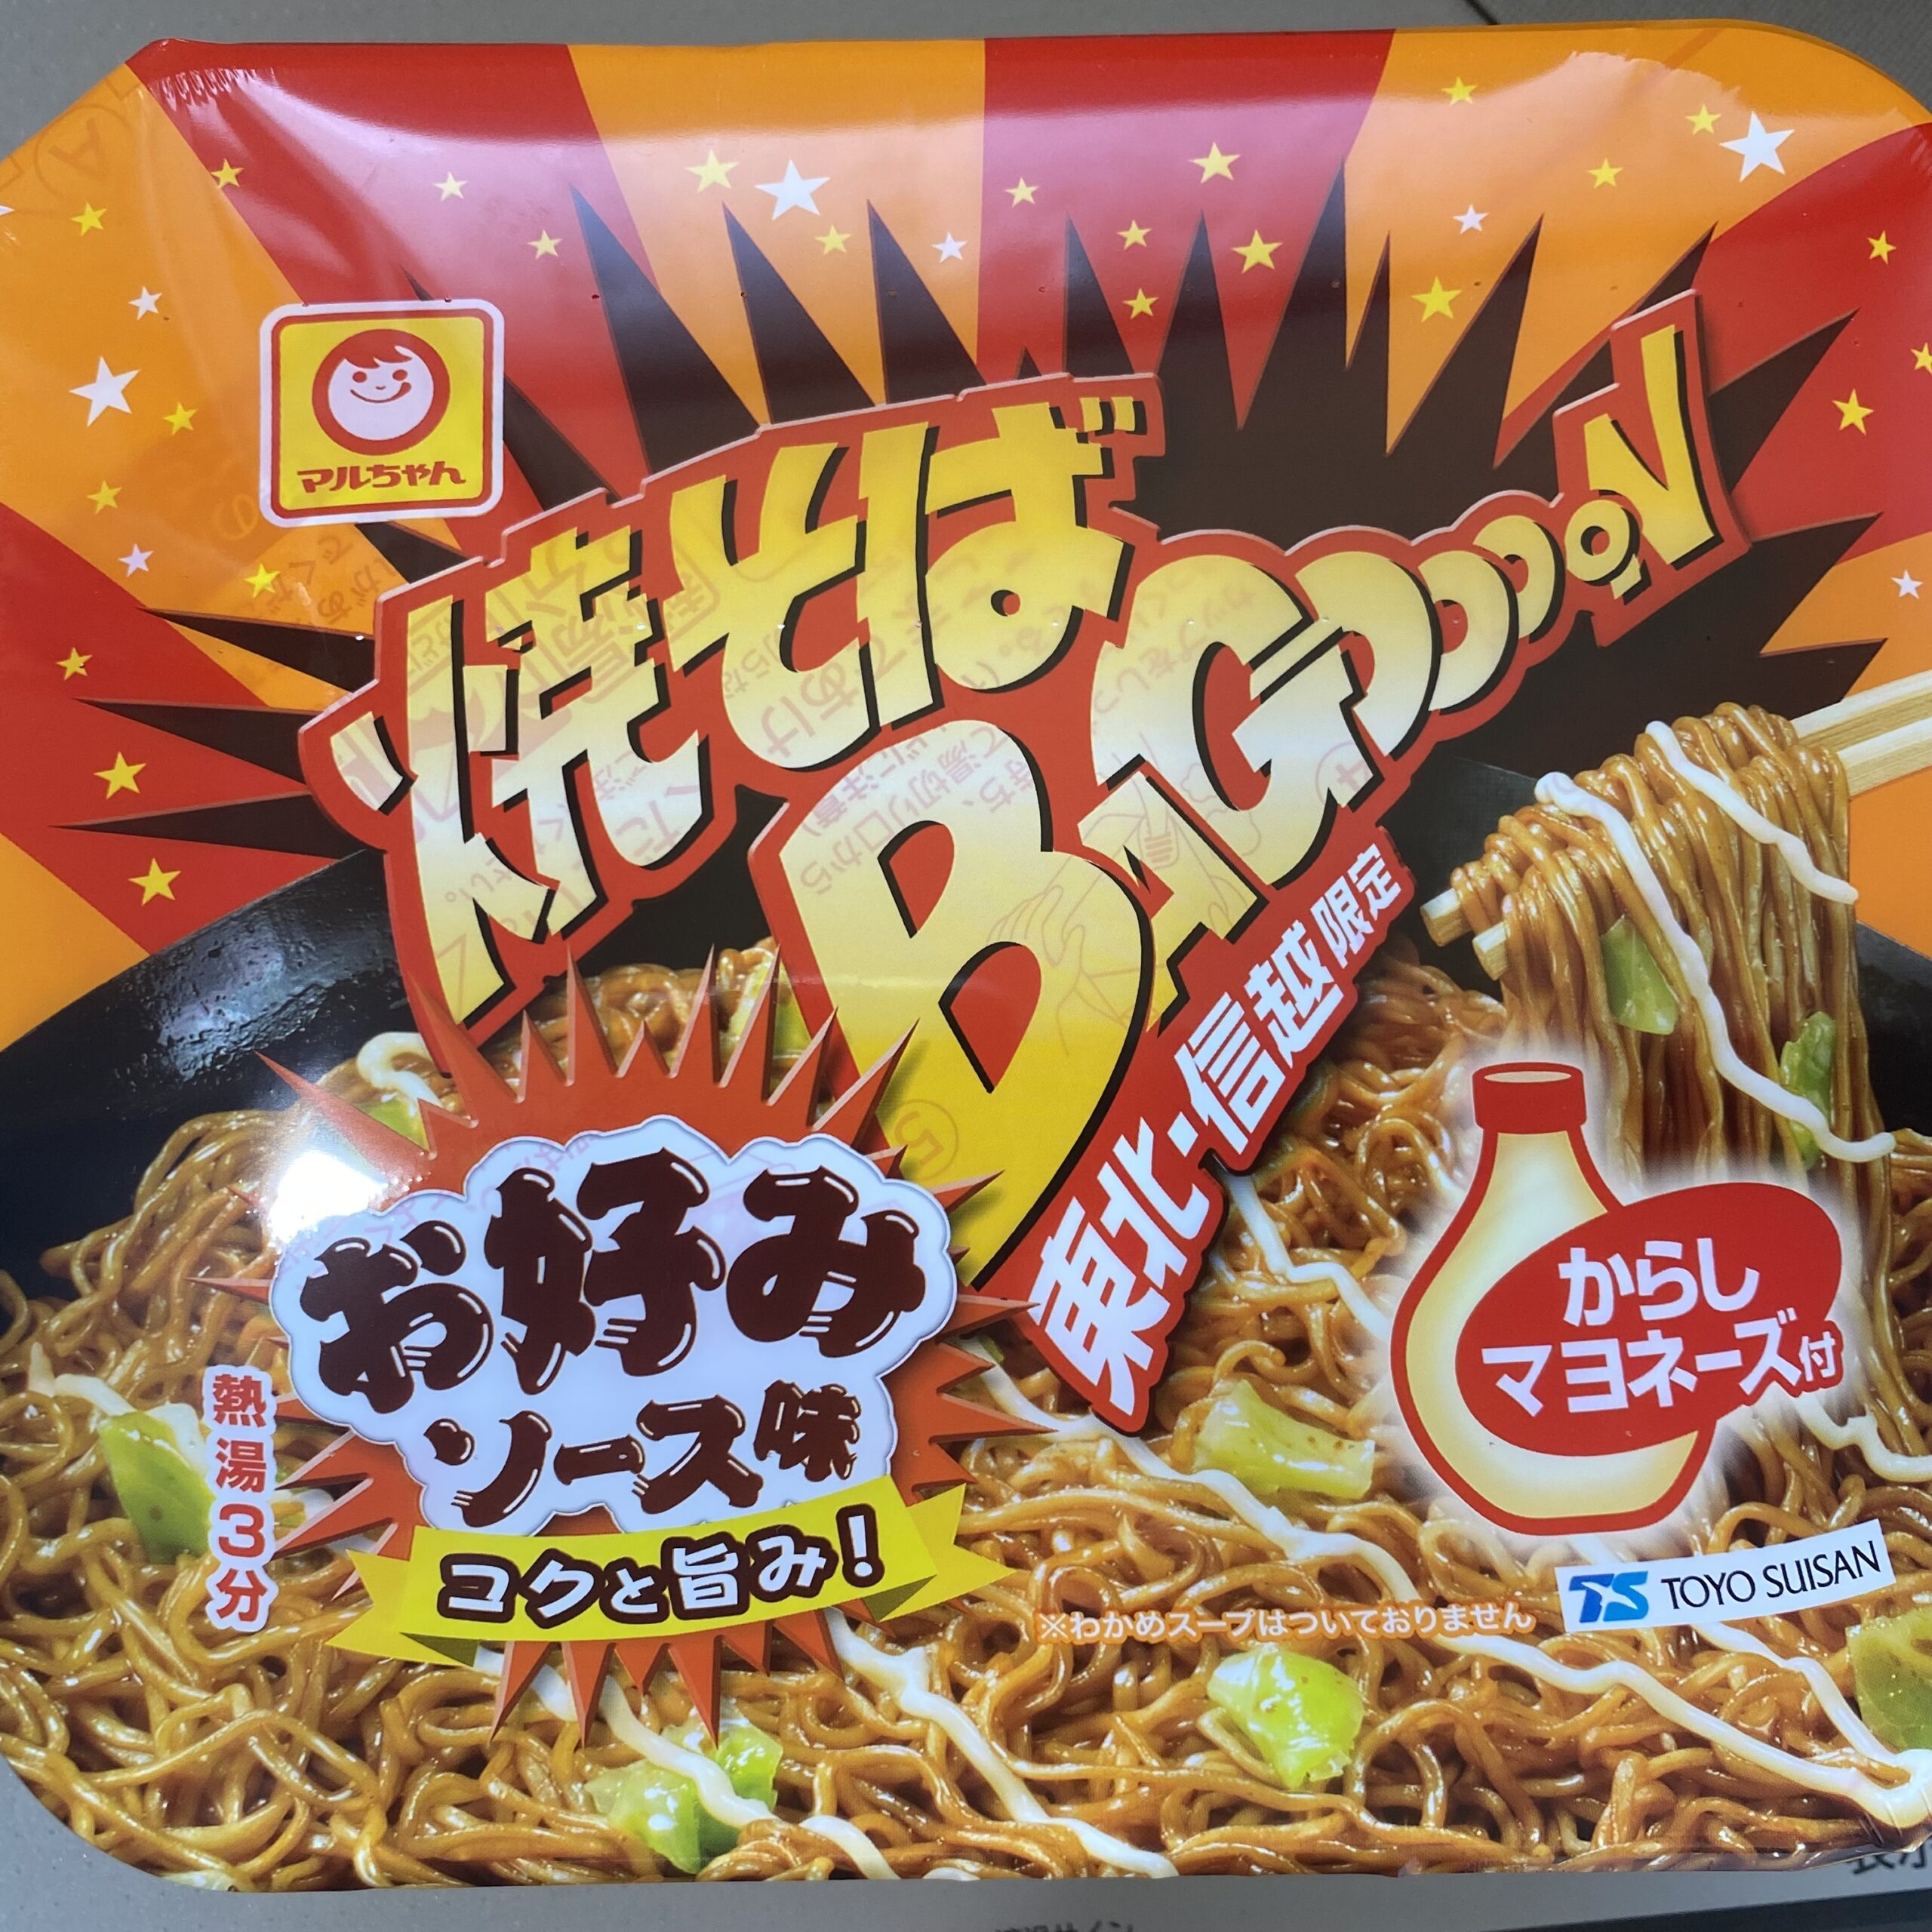 マルちゃん
焼そば
BAGOOOON
東北・信越限定
お好み
ソース味
コクと旨み!
熱湯3分
からし
マヨネーズ付
TS TOYO SUISAN
※わかめスープはついておりません